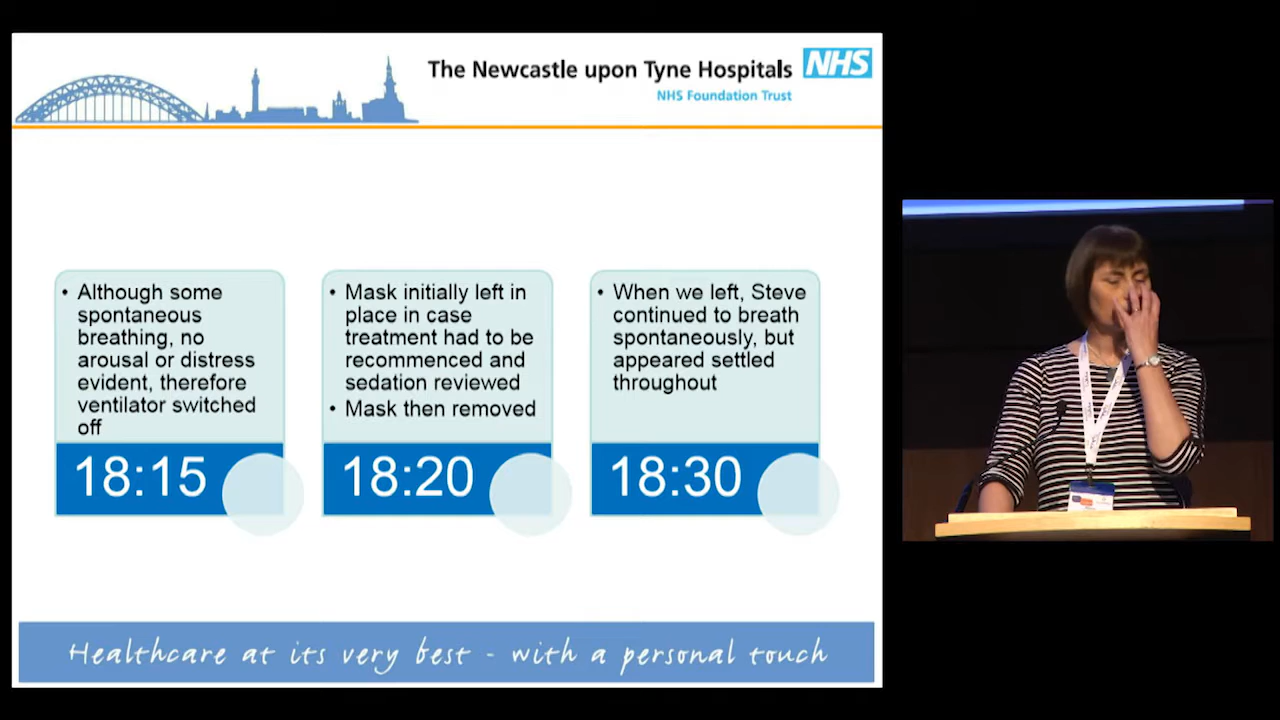 The Newcastle upon Tyne Hospitals NHS
NHS Foundation Trust
• Although some
spontaneous
breathing, no
arousal or distress
evident, therefore
ventilator switched
off
18:15
• Mask initially left in
place in case
treatment had to be
recommenced and
sedation reviewed
• Mask then removed
18:20
• When we left, Steve
continued to breath
spontaneously, but
appeared settled
throughout
18:30
Healthcare at its very best - with a personal touch